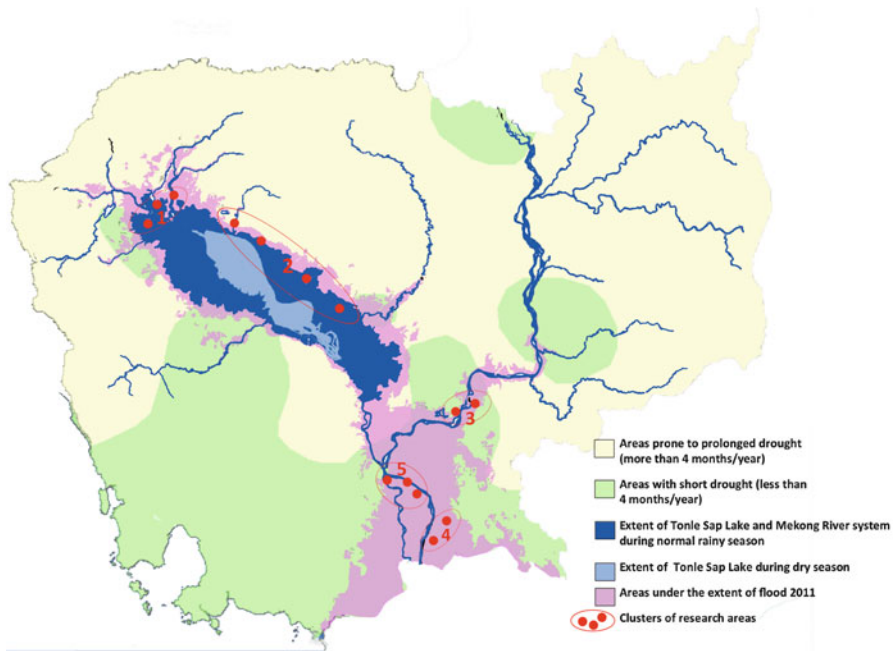 1
2
3
5
4
Areas prone to prolonged drought
(more than 4 months/year)
Areas with short drought (less than
4 months/year)
Extent of Tonle Sap Lake and Mekong River system
during normal rainy season
Extent of Tonle Sap Lake during dry season
Areas under the extent of flood 2011
Clusters of research areas